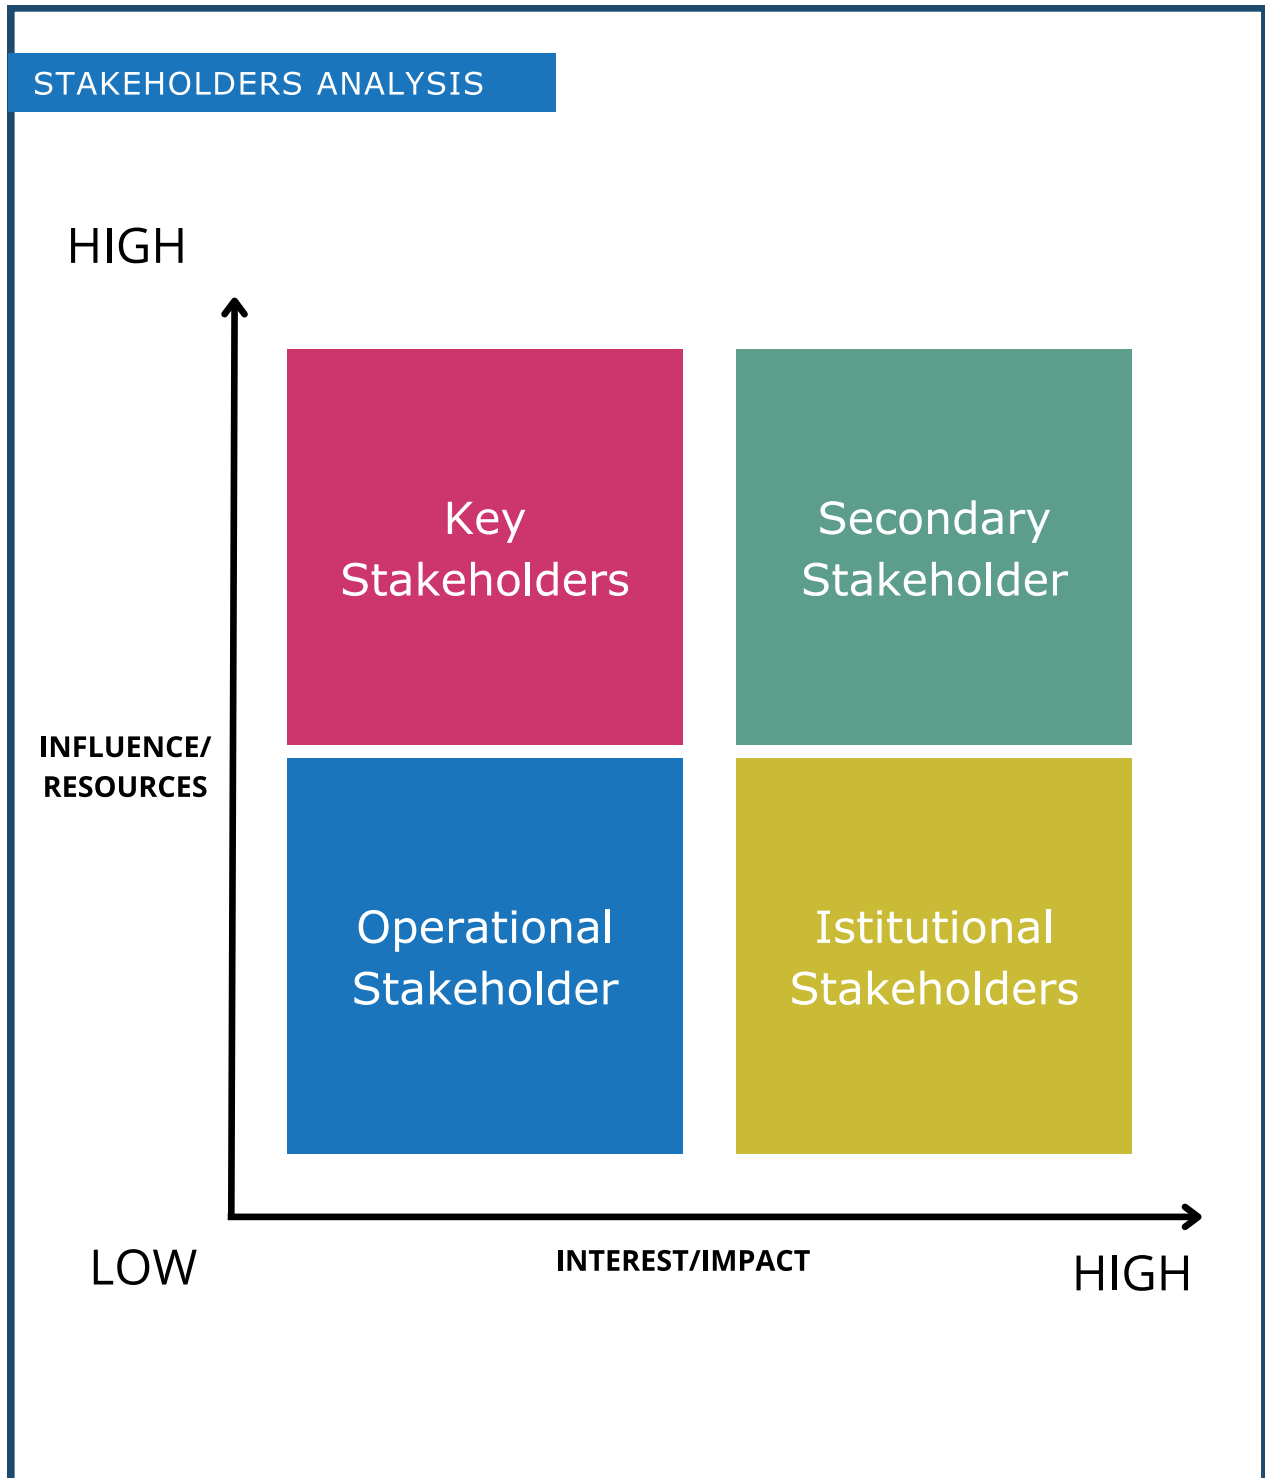 STAKEHOLDERS ANALYSIS
HIGH
Key
Stakeholders
Secondary
Stakeholder
INFLUENCE/
RESOURCES
Operational
Stakeholder
Istitutional
Stakeholders
LOW
INTEREST/IMPACT
HIGH